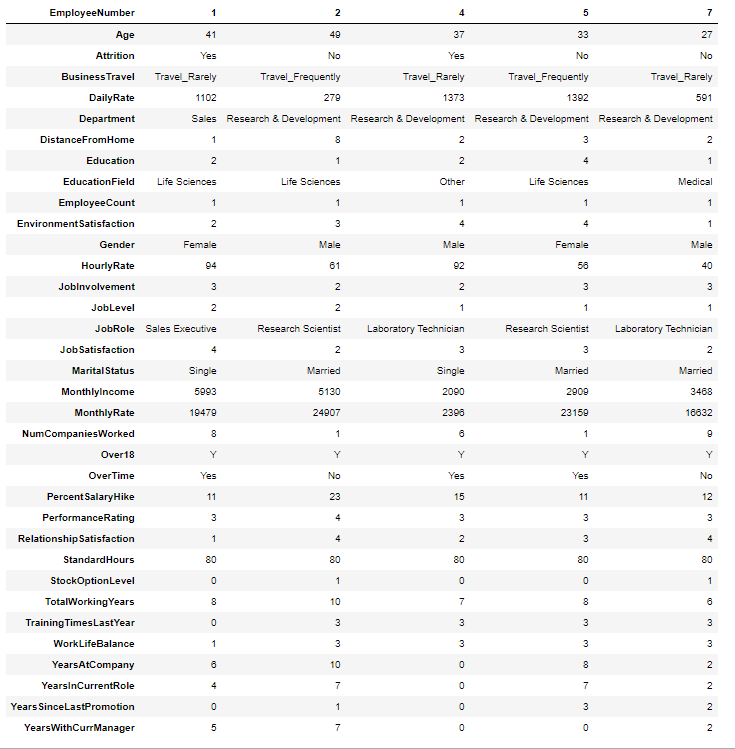 EmployeeNumber 1 2 4 5 7
Age 41 49 37 33 27
Attrition Yes No Yes No No
BusinessTravel Travel_Rarely Travel_Frequently Travel_Rarely Travel_Frequently Travel_Rarely
DailyRate 1102 279 1373 1392 591
Department Sales Research & Development Research & Development Research & Development Research & Development
DistanceFromHome 1 8 2 3 2
Education 2 1 2 4 1
EducationField Life Sciences Life Sciences Other Life Sciences Medical
EmployeeCount 1 1 1 1 1
EnvironmentSatisfaction 2 3 4 4 1
Gender Female Male Male Female Male
HourlyRate 94 61 92 56 40
JobInvolvement 3 2 2 3 3
JobLevel 2 2 1 1 1
JobRole Sales Executive Research Scientist Laboratory Technician Research Scientist Laboratory Technician
JobSatisfaction 4 2 3 3 2
MaritalStatus Single Married Single Married Married
MonthlyIncome 5993 5130 2090 2909 3468
MonthlyRate 19479 24907 2396 23159 16632
NumCompaniesWorked 8 1 6 1 9
Over18 Y Y Y Y Y
OverTime Yes No Yes Yes No
PercentSalaryHike 11 23 15 11 12
PerformanceRating 3 4 3 3 3
RelationshipSatisfaction 1 4 2 3 4
StandardHours 80 80 80 80 80
StockOptionLevel 0 1 0 0 1
TotalWorkingYears 8 10 7 8 6
TrainingTimesLastYear 0 3 3 3 3
WorkLifeBalance 1 3 3 3 3
YearsAtCompany 6 10 0 8 2
YearsInCurrentRole 4 7 0 7 2
YearsSinceLastPromotion 0 1 0 3 2
YearsWithCurrManager 5 7 0 0 2